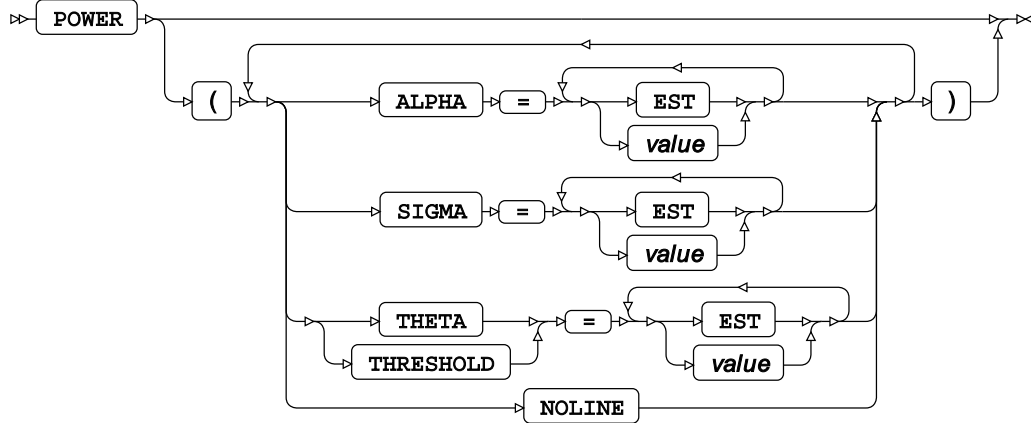 POWER
( ALPHA = EST )
value
SIGMA = EST
value
THETA = EST
THRESHOLD value
NOLINE